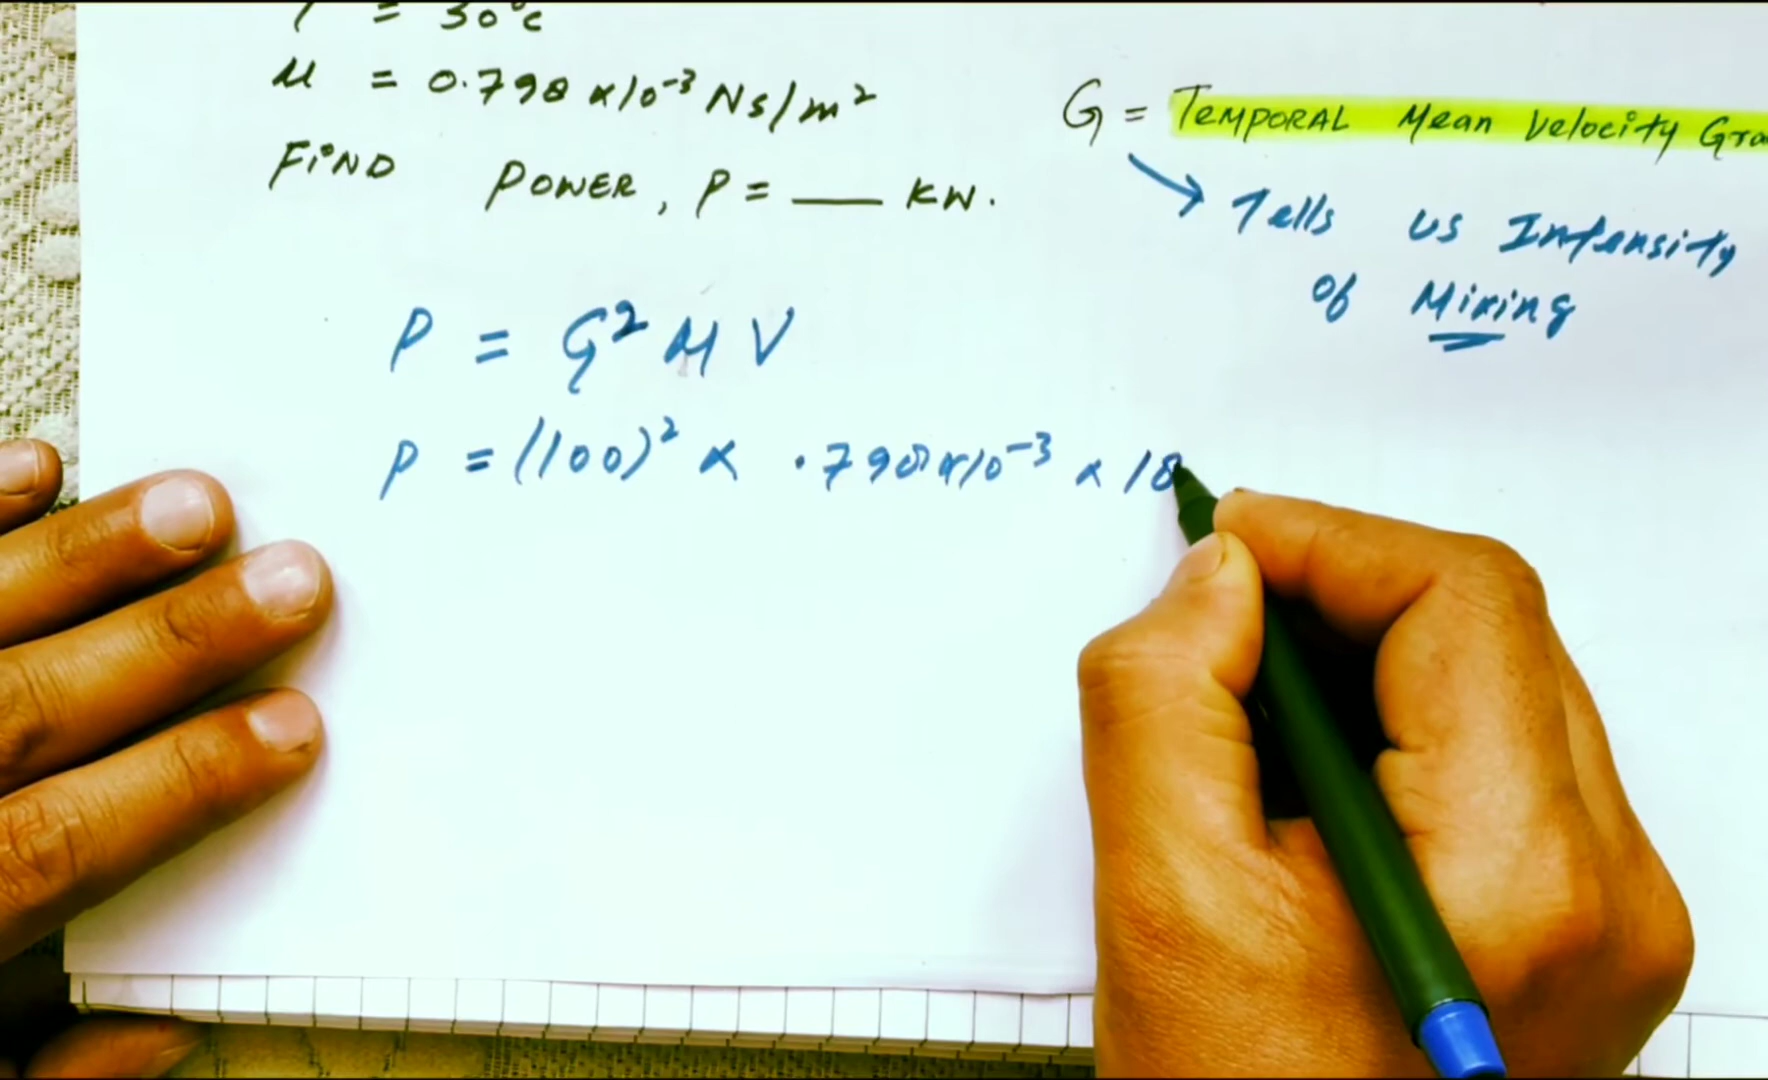 = 30°C
μ = 0.798 x10⁻³ Ns/m²
FIND POWER, P = ___ KW.
G = TEMPORAL Mean Velocity Gra
→ Tells us Intensity
of Mixing
P = G² μ V
P = (100)² x .798x10⁻³ x 18